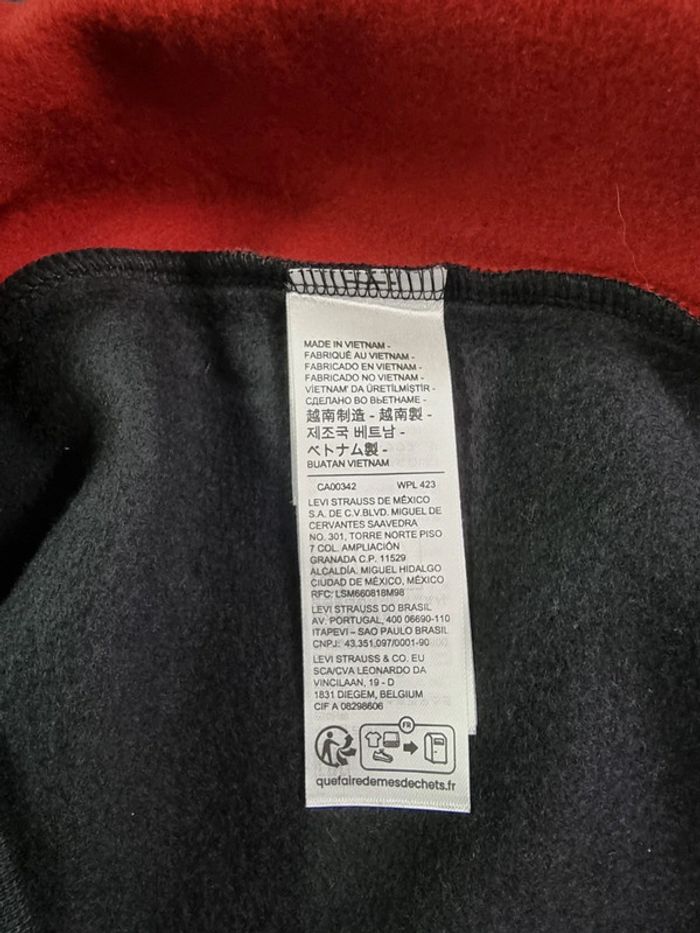 MADE IN VIETNAM -
FABRIQUÉ AU VIETNAM -
FABRICADO EN VIETNAM -
FABRICADO NO VIETNAM -
VİETNAM' DA ÜRETİLMİŞTİR -
СДЕЛАНО ВО ВЬЕТНАМЕ -
越南制造 - 越南製 -
제조국 베트남 -
ベトナム製 -
BUATAN VIETNAM
CA00342 WPL 423
LEVI STRAUSS DE MÉXICO
S.A. DE C.V.BLVD. MIGUEL DE
CERVANTES SAAVEDRA
NO. 301, TORRE NORTE PISO
7 COL. AMPLIACIÓN
GRANADA C.P. 11529
ALCALDÍA. MIGUEL HIDALGO
CIUDAD DE MÉXICO, MÉXICO
RFC: LSM660818M98
LEVI STRAUSS DO BRASIL
AV. PORTUGAL, 400 06690-110
ITAPEVI – SAO PAULO BRASIL
CNPJ: 43.351.097/0001-90
LEVI STRAUSS & CO. EU
SCA/CVA LEONARDO DA
VINCILAAN, 19 - D
1831 DIEGEM, BELGIUM
CIF A 08298606
FR
quefairedemesdechets.fr